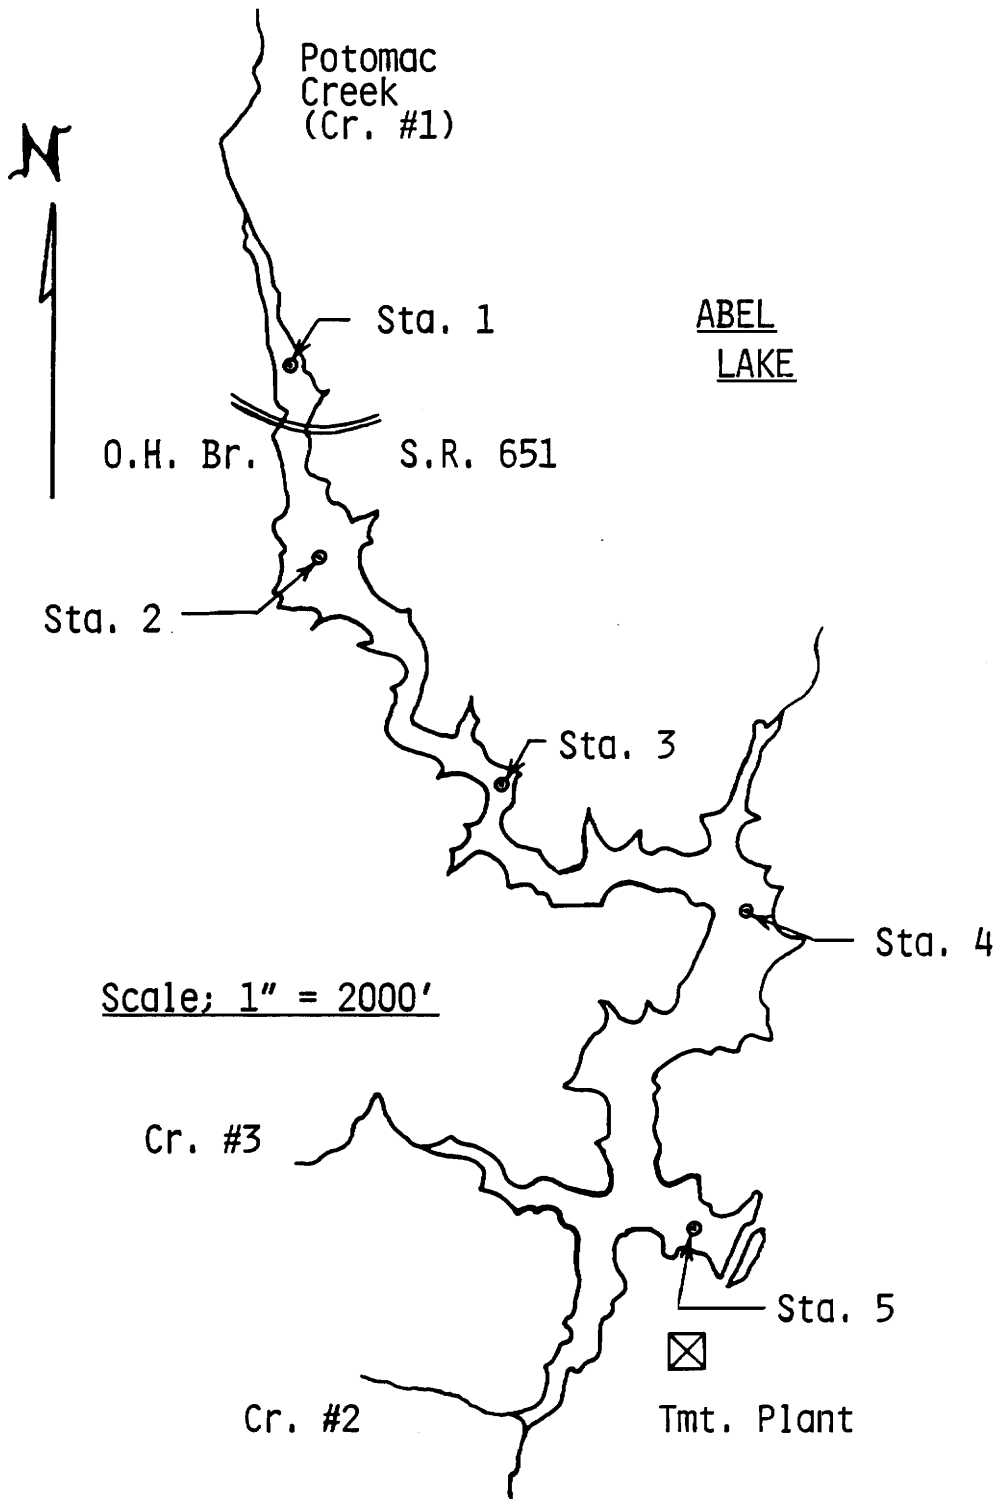 Potomac
Creek
(Cr. #1)
N
Sta. 1
ABEL
LAKE
O.H. Br.
S.R. 651
Sta. 2
Sta. 3
Sta. 4
Scale; 1" = 2000'
Cr. #3
Sta. 5
Cr. #2
Tmt. Plant